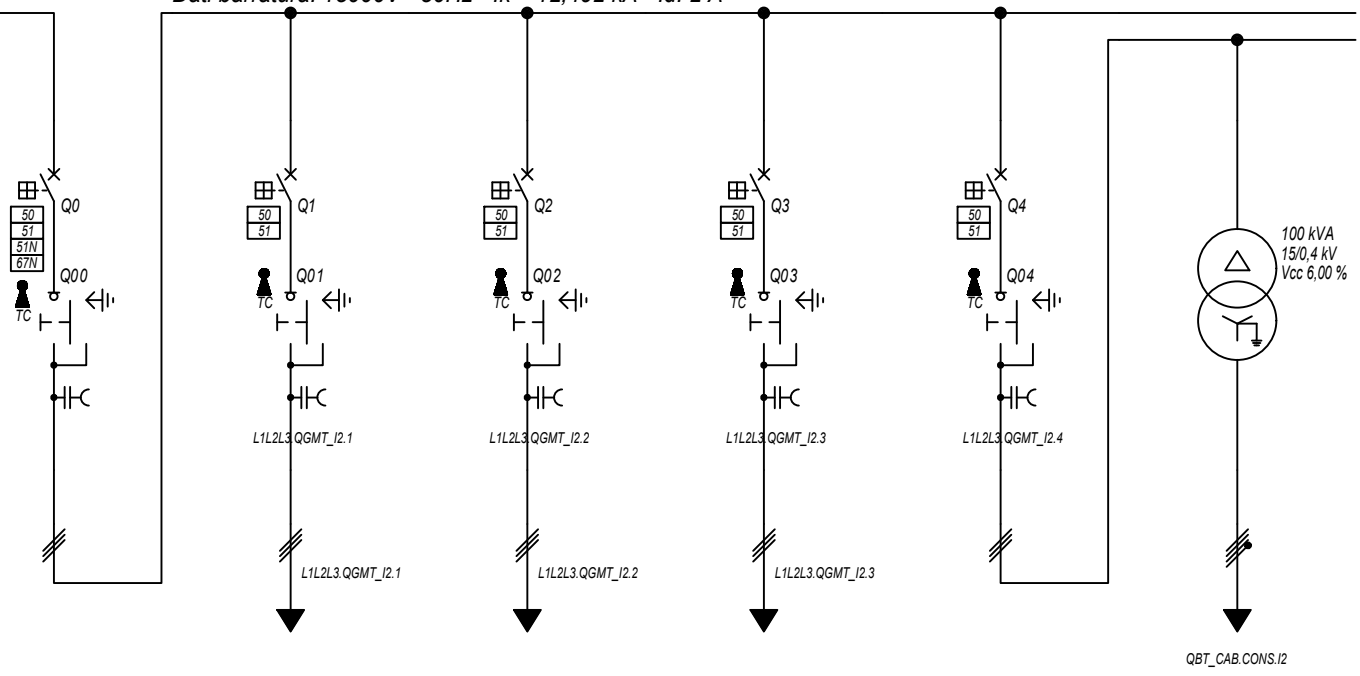 Q0
50
51
51N
67N
Q00
TC
Q1
50
51
Q01
TC
L1L2L3.QGMT_I2.1
L1L2L3.QGMT_I2.1
Q2
50
51
Q02
TC
L1L2L3.QGMT_I2.2
L1L2L3.QGMT_I2.2
Q3
50
51
Q03
TC
L1L2L3.QGMT_I2.3
L1L2L3.QGMT_I2.3
Q4
50
51
Q04
TC
L1L2L3.QGMT_I2.4
100 kVA
15/0,4 kV
Vcc 6,00 %
QBT_CAB.CONS.I2